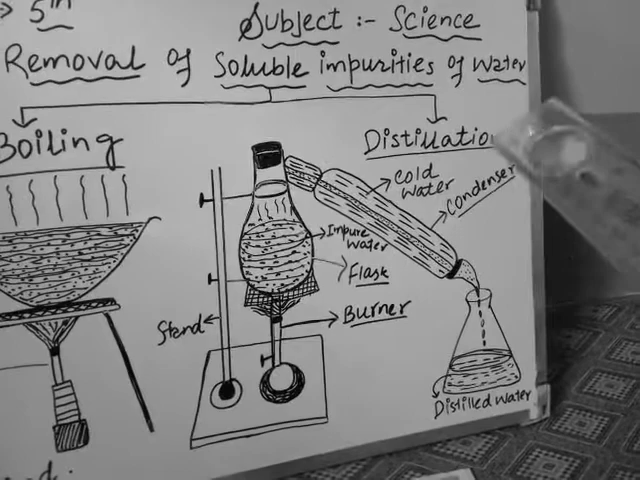 > 5th
Subject :- Science
Removal of Soluble impurities of Water
Boiling
Distillation
cold
water
Condenser
Impure
water
Flask
Burner
Stand
Distilled water